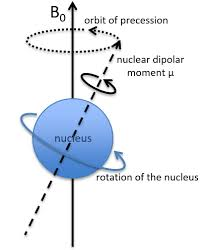 B₀
orbit of precession
nuclear dipolar
moment μ
nucleus
rotation of the nucleus